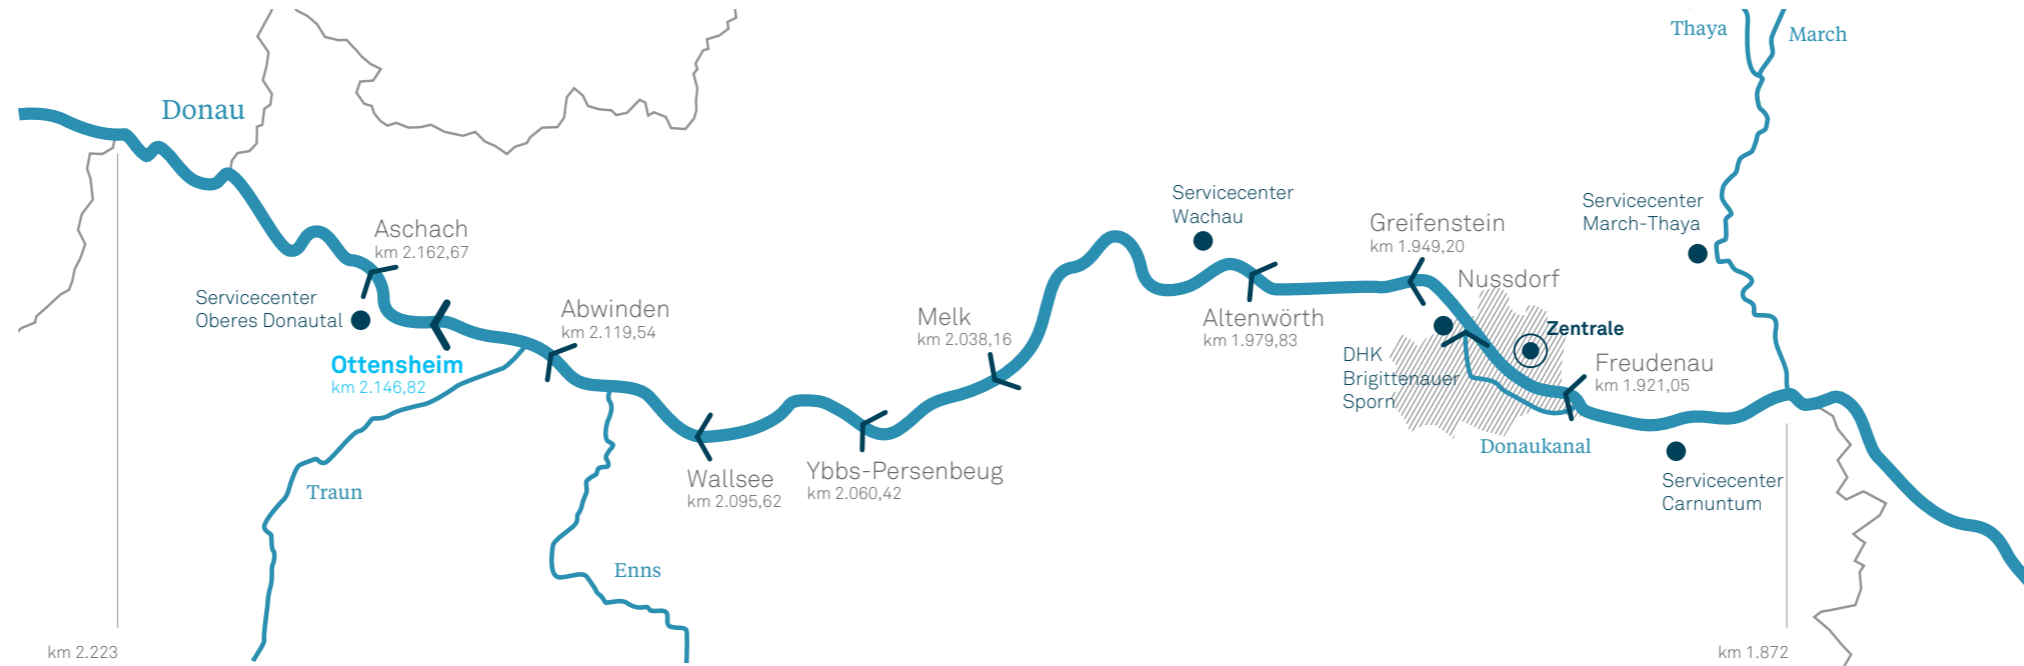 Thaya
March
Donau
Servicecenter
Wachau
Servicecenter
March-Thaya
Aschach
km 2.162,67
Greifenstein
km 1.949,20
Nussdorf
Servicecenter
Oberes Donautal
Abwinden
km 2.119,54
Melk
km 2.038,16
Altenwörth
km 1.979,83
Zentrale
DHK
Brigittenauer
Sporn
Freudenau
km 1.921,05
Ottensheim
km 2.146,82
Donaukanal
Wallsee
km 2.095,62
Ybbs-Persenbeug
km 2.060,42
Servicecenter
Carnuntum
Traun
Enns
km 2.223
km 1.872